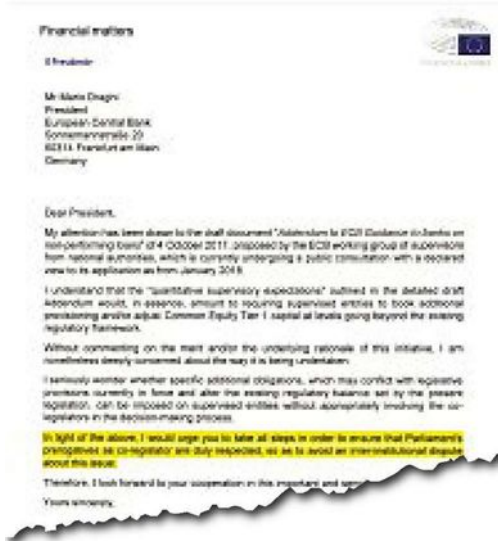 Financial matters
Il Presidente
Mr Mario Draghi
President
European Central Bank
Sonnemannstraße 20
60314 Frankfurt am Main
Germany
Dear President,
My attention has been drawn to the draft document "Addendum to ECB Guidance to banks on
non-performing loans" of 4 October 2017, proposed by the ECB working group of supervisors
from national authorities, which is currently undergoing a public consultation with a declared
view to its application as from January 2018.
I understand that the "quantitative supervisory expectations" outlined in the detailed draft
Addendum would, in essence, amount to requiring supervised entities to book additional
provisioning and/or adjust Common Equity Tier 1 capital at levels going beyond the existing
regulatory framework.
Without commenting on the merit and/or the underlying rationale of this initiative, I am
nonetheless deeply concerned about the way it is being undertaken.
I seriously wonder whether specific additional obligations, which may conflict with legislative
provisions currently in force and alter the existing regulatory balance set by the present
legislation, can be imposed on supervised entities without appropriately involving the co-
legislators in the decision-making process.
In light of the above, I would urge you to take all steps in order to ensure that Parliament's
prerogatives as co-legislator are duly respected, so as to avoid an inter-institutional dispute
about this issue.
Therefore, I look forward to your cooperation in this important and
Yours sincerely,